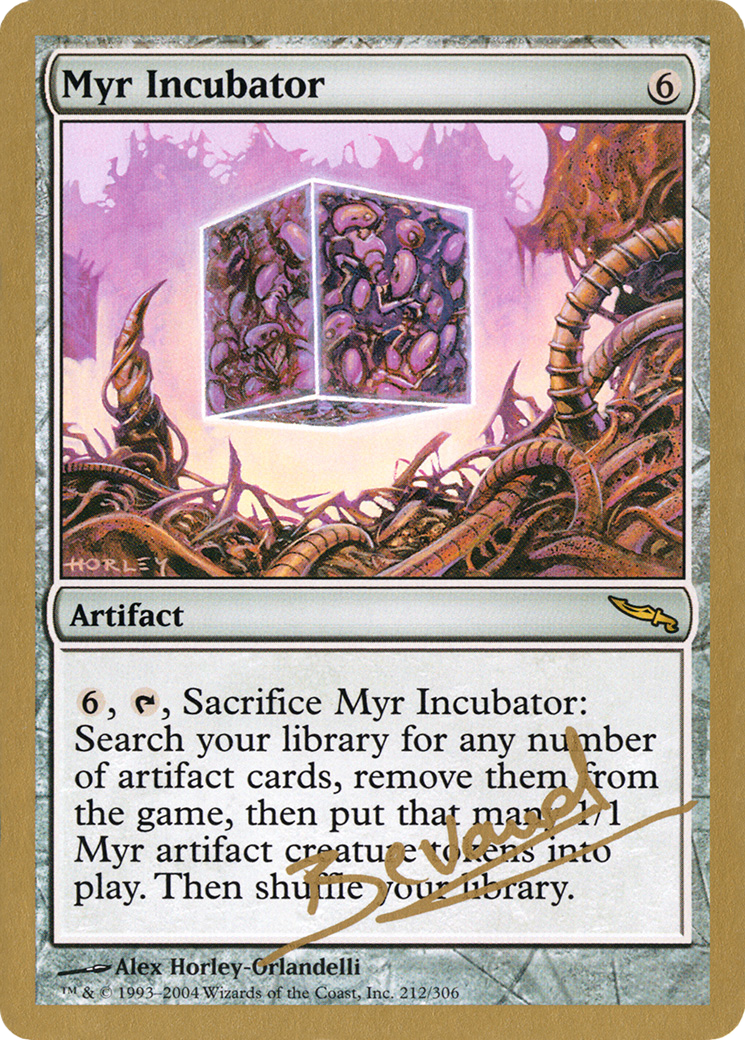 Myr Incubator 6
HORLEY
Artifact
6, , Sacrifice Myr Incubator:
Search your library for any number
of artifact cards, remove them from
the game, then put that many 1/1
Myr artifact creature tokens into
play. Then shuffle your library.
Bevand
Alex Horley-Orlandelli
™ & © 1993–2004 Wizards of the Coast, Inc. 212/306